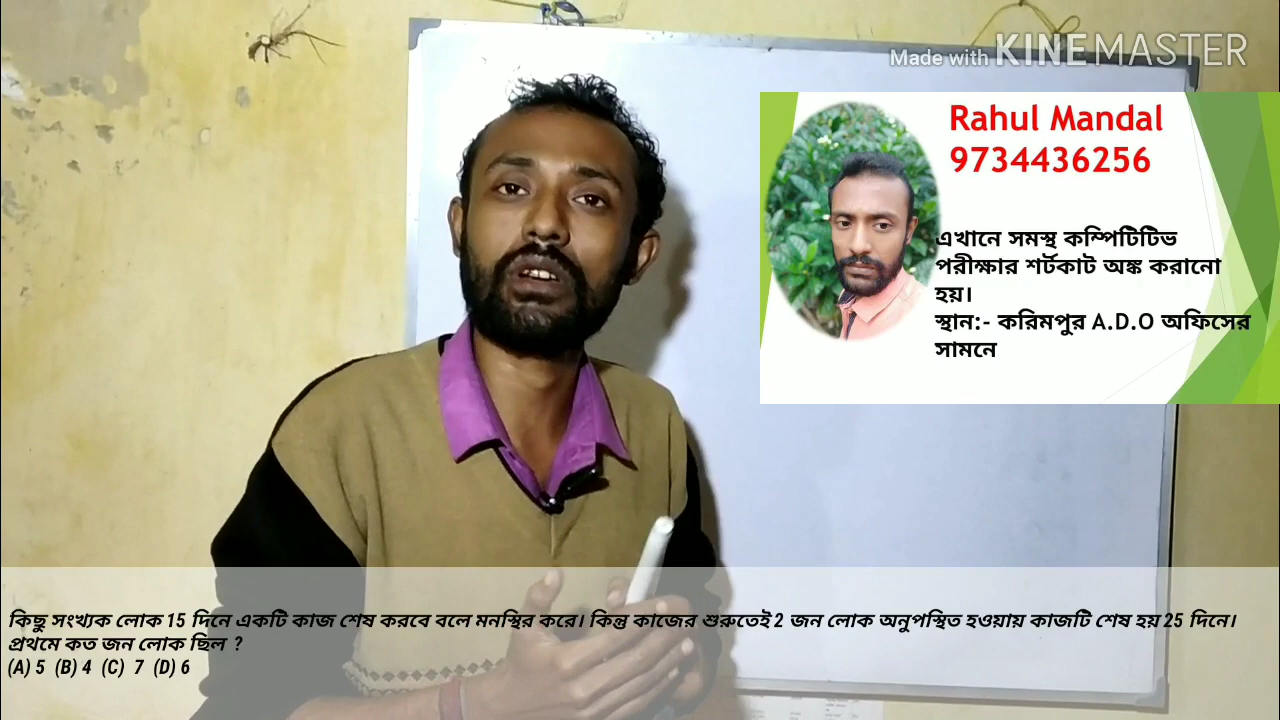 Made with KINEMASTER
Rahul Mandal
9734436256
এখানে সমস্থ কম্পিটিটিভ
পরীক্ষার শর্টকাট অঙ্ক করানো
হয়।
স্থান:- করিমপুর A.D.O অফিসের
সামনে
কিছু সংখ্যক লোক 15 দিনে একটি কাজ শেষ করবে বলে মনস্থির করে। কিন্তু কাজের শুরুতেই 2 জন লোক অনুপস্থিত হওয়ায় কাজটি শেষ হয় 25 দিনে।
প্রথমে কত জন লোক ছিল ?
(A) 5 (B) 4 (C) 7 (D) 6